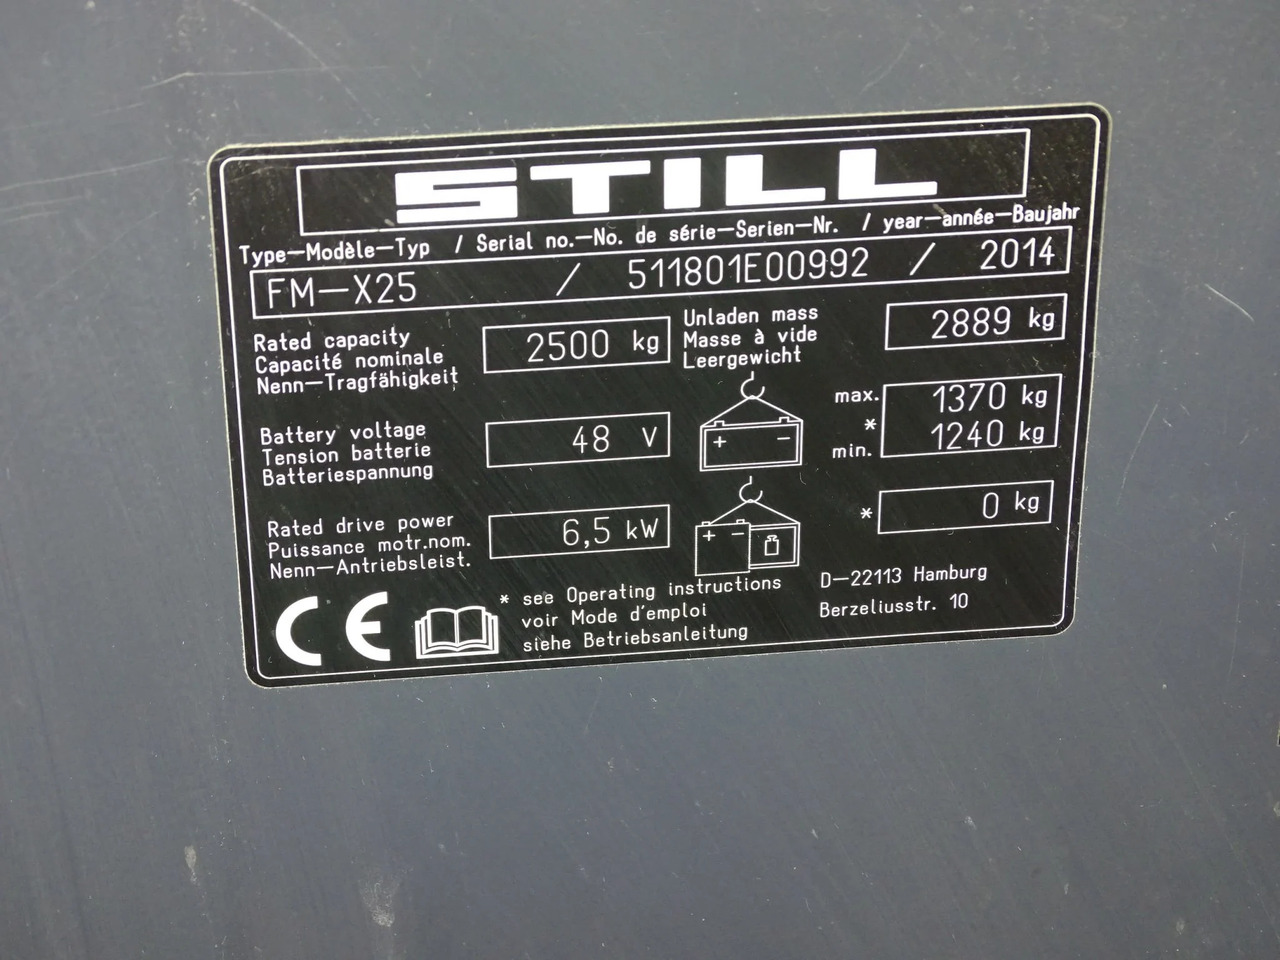 STILL
Type—Modèle—Typ / Serial no.—No. de série—Serien—Nr. / year—année—Baujahr
FM—X25 / 511801E00992 / 2014
Rated capacity
Capacité nominale
Nenn—Tragfähigkeit
2500 kg
Unladen mass
Masse à vide
Leergewicht
2889 kg
Battery voltage
Tension batterie
Batteriespannung
48 V
+ −
max.
*
min.
1370 kg
1240 kg
Rated drive power
Puissance motr.nom.
Nenn—Antriebsleist.
6,5 kW
+ −
* 0 kg
CE
* see Operating instructions
voir Mode d'emploi
siehe Betriebsanleitung
D—22113 Hamburg
Berzeliusstr. 10